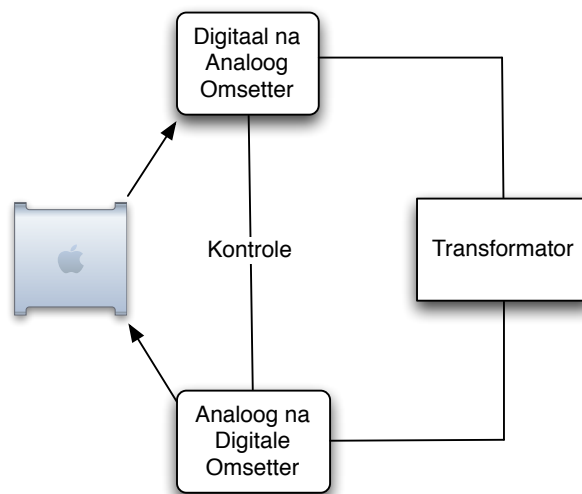 Digitaal na
Analoog
Omsetter
Kontrole
Transformator
Analoog na
Digitale
Omsetter